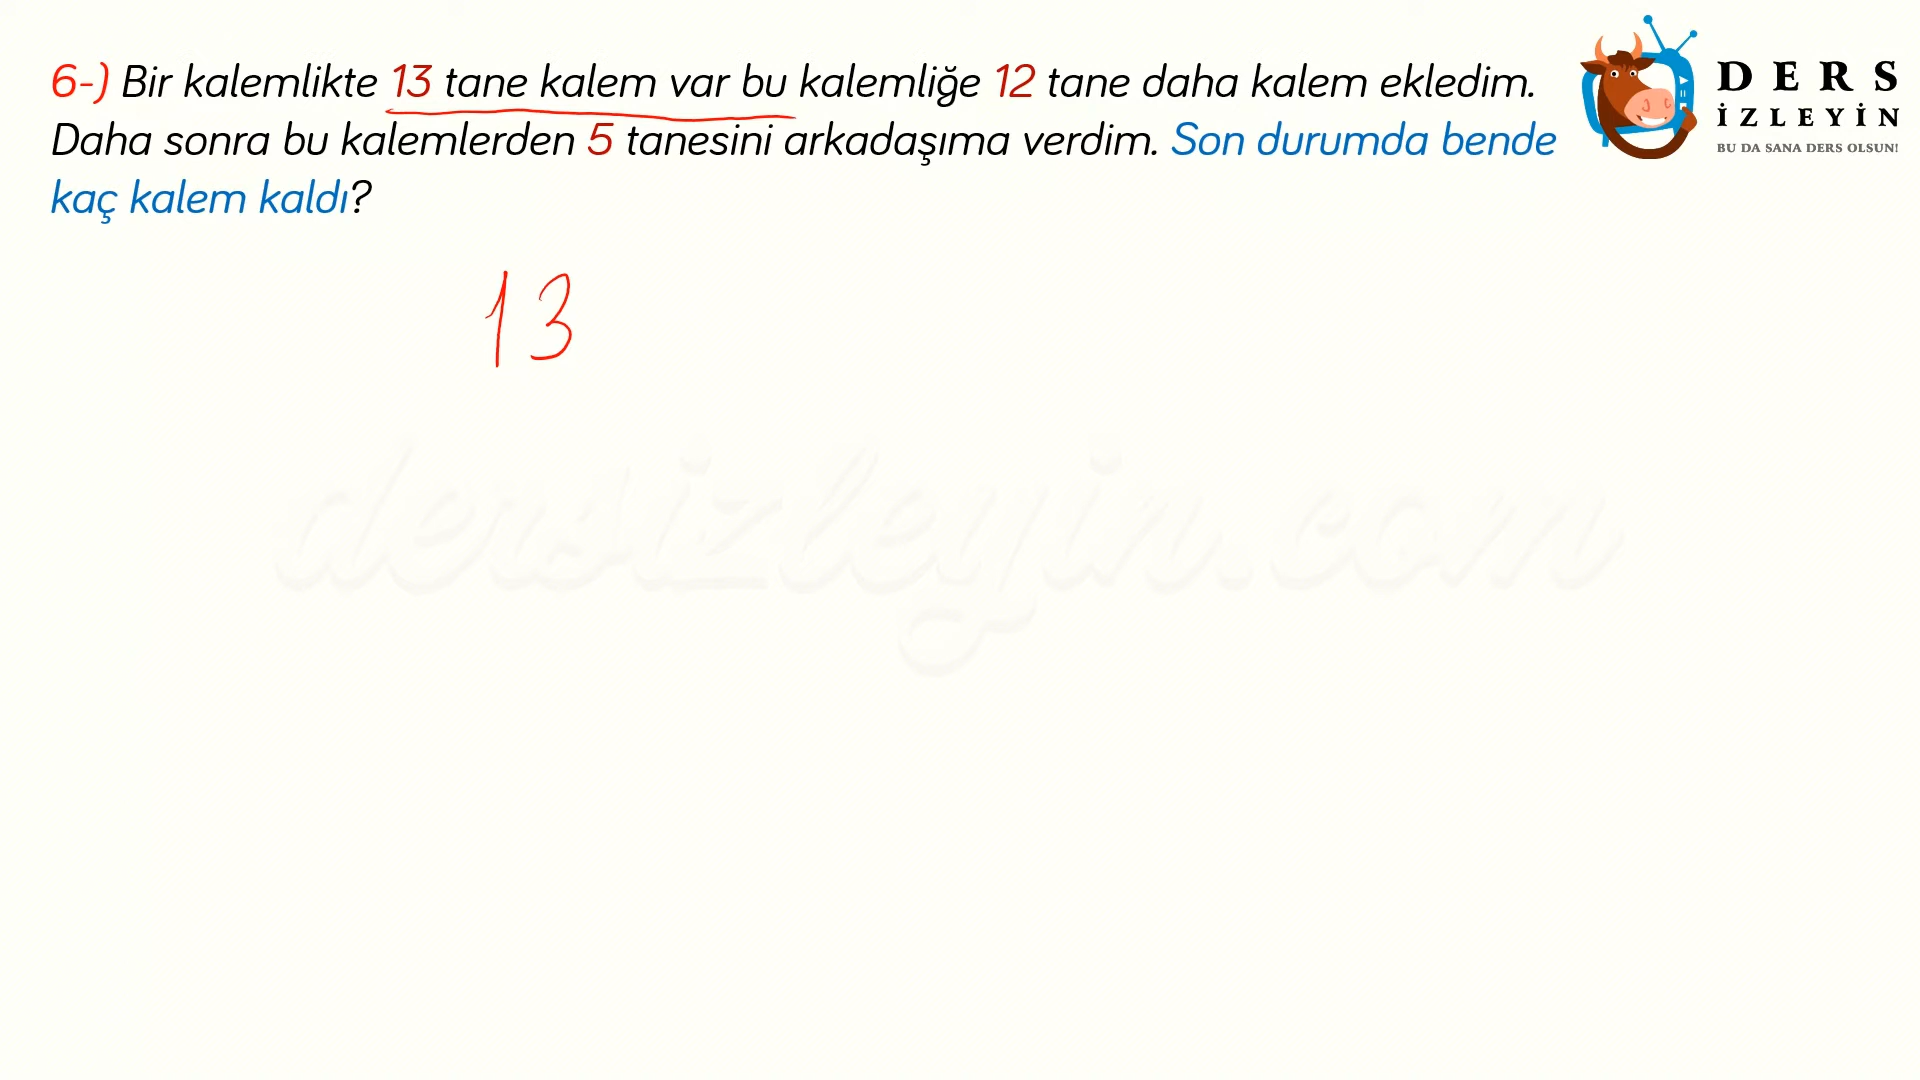 6-) Bir kalemlikte 13 tane kalem var bu kalemliğe 12 tane daha kalem ekledim.
Daha sonra bu kalemlerden 5 tanesini arkadaşıma verdim. Son durumda bende
kaç kalem kaldı?
DERS
İZLEYİN
BU DA SANA DERS OLSUN!
13
dersizleyin.com